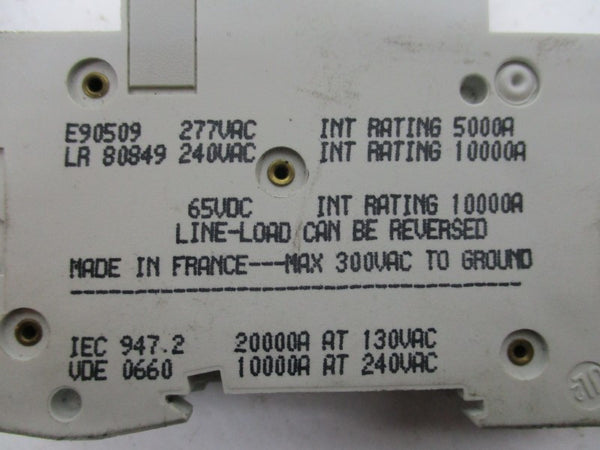 E90509 277VAC INT RATING 5000A
LR 80849 240VAC INT RATING 10000A
65VDC INT RATING 10000A
LINE-LOAD CAN BE REVERSED
MADE IN FRANCE---MAX 300VAC TO GROUND
IEC 947.2 20000A AT 130VAC
VDE 0660 10000A AT 240VAC